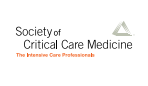 Society of
Critical Care Medicine
The Intensive Care Professionals